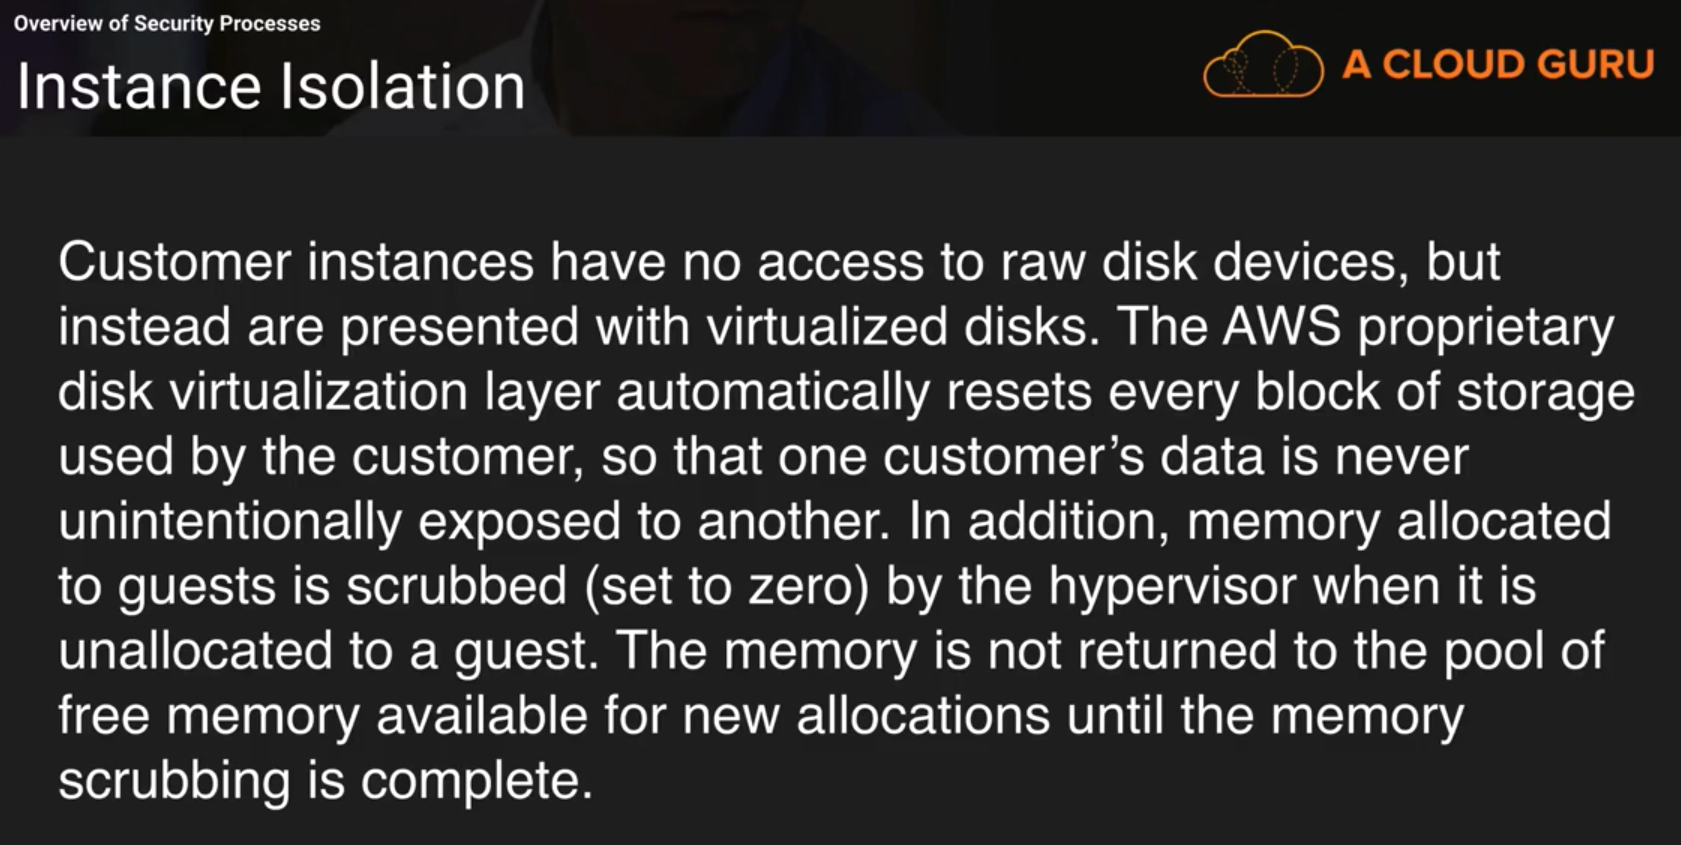 Overview of Security Processes
Instance Isolation
A CLOUD GURU
Customer instances have no access to raw disk devices, but
instead are presented with virtualized disks. The AWS proprietary
disk virtualization layer automatically resets every block of storage
used by the customer, so that one customer’s data is never
unintentionally exposed to another. In addition, memory allocated
to guests is scrubbed (set to zero) by the hypervisor when it is
unallocated to a guest. The memory is not returned to the pool of
free memory available for new allocations until the memory
scrubbing is complete.